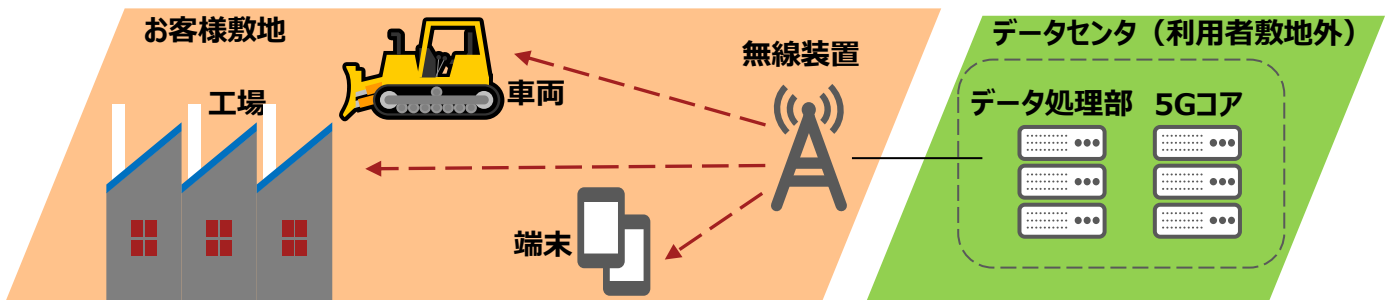 お客様敷地
データセンタ（利用者敷地外）
無線装置
工場
車両
データ処理部
5Gコア
端末